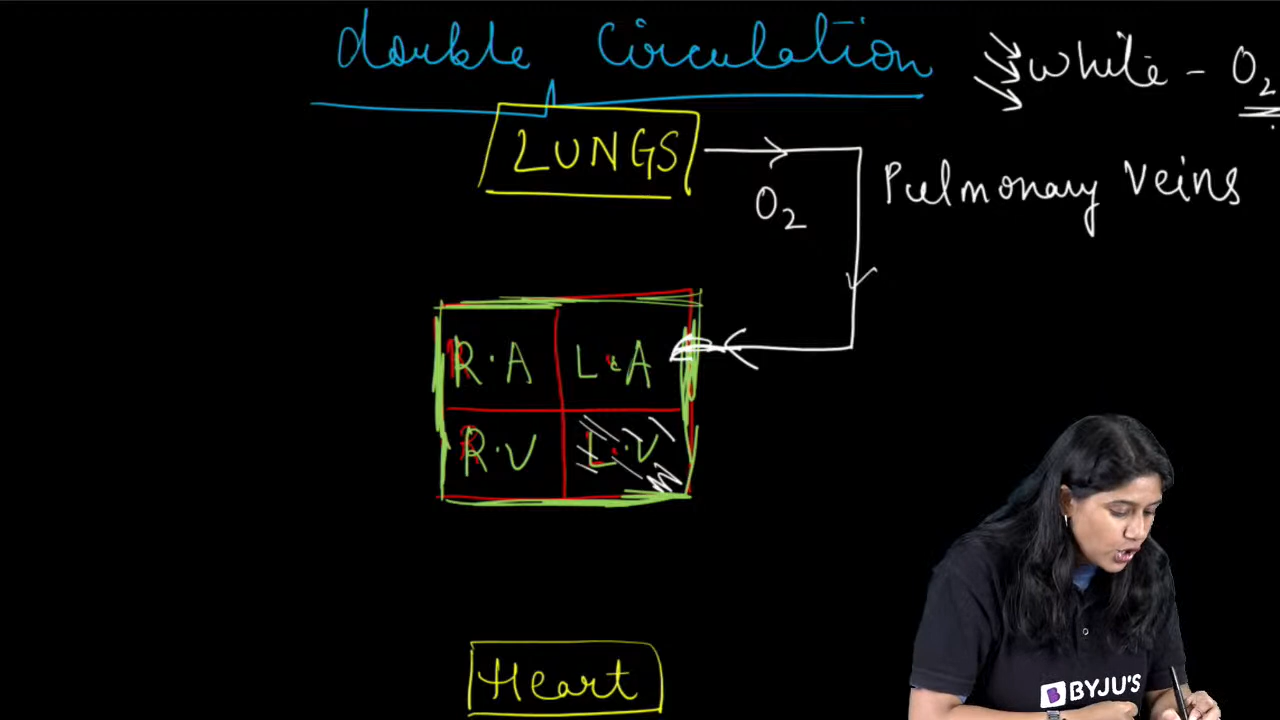 double Circulation
white - O2
LUNGS
O2
Pulmonary Veins
R.A L.A
R.V L.V
Heart
BYJU'S